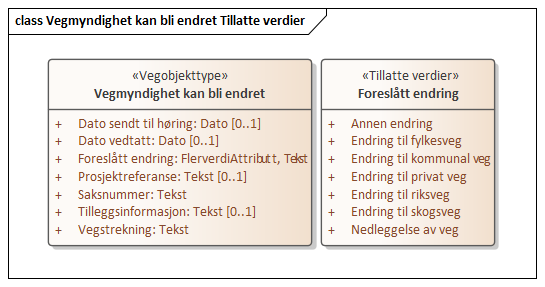 class Vegmyndighet kan bli endret Tillatte verdier
«Vegobjekttype»
Vegmyndighet kan bli endret
+ Dato sendt til høring: Dato [0..1]
+ Dato vedtatt: Dato [0..1]
+ Foreslått endring: FlerverdiAttributt, Tekst
+ Prosjektreferanse: Tekst [0..1]
+ Saksnummer: Tekst
+ Tilleggsinformasjon: Tekst [0..1]
+ Vegstrekning: Tekst
«Tillatte verdier»
Foreslått endring
+ Annen endring
+ Endring til fylkesveg
+ Endring til kommunal veg
+ Endring til privat veg
+ Endring til riksveg
+ Endring til skogsveg
+ Nedleggelse av veg